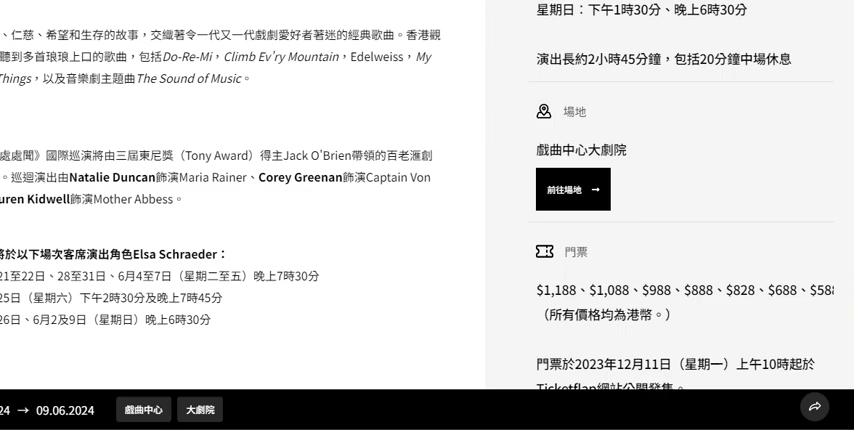 、仁慈、希望和生存的故事，交織著令一代又一代戲劇愛好者著迷的經典歌曲。香港觀
聽到多首琅琅上口的歌曲，包括Do-Re-Mi，Climb Ev'ry Mountain，Edelweiss，My
Things，以及音樂劇主題曲The Sound of Music。
處處聞》國際巡演將由三屆東尼獎（Tony Award）得主Jack O'Brien帶領的百老滙創
。巡迴演出由Natalie Duncan飾演Maria Rainer、Corey Greenan飾演Captain Von
uren Kidwell飾演Mother Abbess。
將於以下場次客席演出角色Elsa Schraeder：
21至22日、28至31日、6月4至7日（星期二至五）晚上7時30分
25日（星期六）下午2時30分及晚上7時45分
26日、6月2及9日（星期日）晚上6時30分
星期日：下午1時30分、晚上6時30分
演出長約2小時45分鐘，包括20分鐘中場休息
場地
戲曲中心大劇院
前往場地 →
門票
$1,188、$1,088、$988、$888、$828、$688、$588
（所有價格均為港幣。）
門票於2023年12月11日（星期一）上午10時起於
Ticketflap網站公開發售。
24 → 09.06.2024
戲曲中心
大劇院